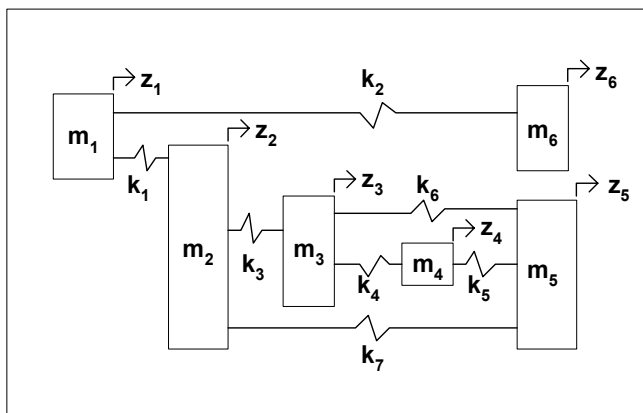 z₁
k₂
z₆
m₁
m₆
z₂
k₁
z₃
k₆
z₅
z₄
m₂
k₃
m₃
k₄
m₄
k₅
m₅
k₇